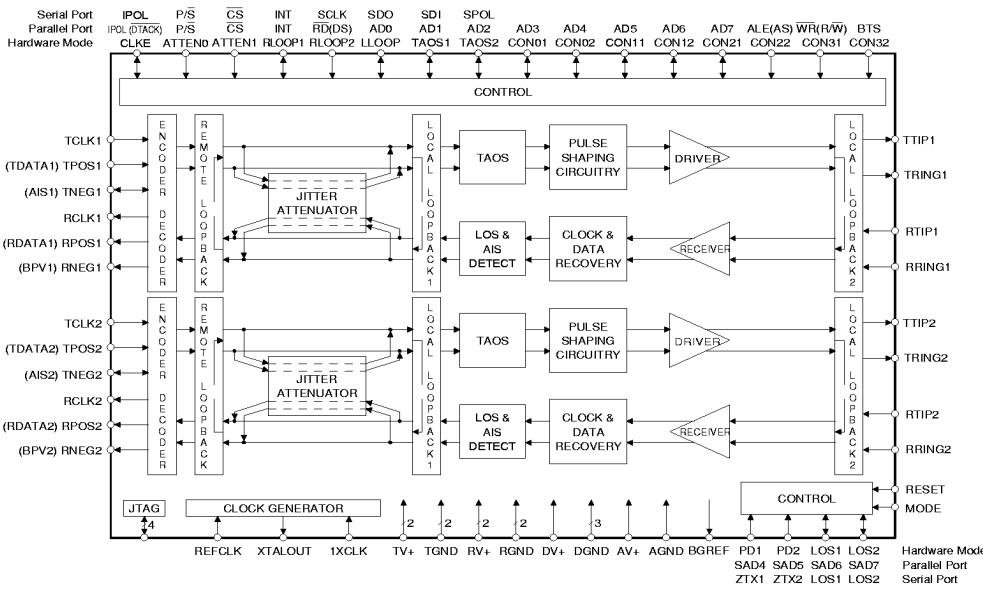 Serial Port IPOL P/S CS INT SCLK SDO SDI SPOL
Parallel Port IPOL (DTACK) P/S CS INT RD(DS) AD0 AD1 AD2 AD3 AD4 AD5 AD6 AD7 ALE(AS) WR(R/W) BTS
Hardware Mode CLKE ATTEN0 ATTEN1 RLOOP1 RLOOP2 LLOOP TAOS1 TAOS2 CON01 CON02 CON11 CON12 CON21 CON22 CON31 CON32
CONTROL
TCLK1
(TDATA1) TPOS1
(AIS1) TNEG1
RCLK1
(RDATA1) RPOS1
(BPV1) RNEG1
ENCODER
DECODER
REMOTE
LOOPBACK
JITTER
ATTENUATOR
LOCAL
LOOPBACK1
TAOS
PULSE
SHAPING
CIRCUITRY
DRIVER
LOS &
AIS
DETECT
CLOCK &
DATA
RECOVERY
RECEIVER
LOCAL
LOOPBACK2
TTIP1
TRING1
RTIP1
RRING1
TCLK2
(TDATA2) TPOS2
(AIS2) TNEG2
RCLK2
(RDATA2) RPOS2
(BPV2) RNEG2
ENCODER
DECODER
REMOTE
LOOPBACK
JITTER
ATTENUATOR
LOCAL
LOOPBACK1
TAOS
PULSE
SHAPING
CIRCUITRY
DRIVER
LOS &
AIS
DETECT
CLOCK &
DATA
RECOVERY
RECEIVER
LOCAL
LOOPBACK2
TTIP2
TRING2
RTIP2
RRING2
RESET
MODE
CONTROL
JTAG
CLOCK GENERATOR
4 2 2 2 2 3
REFCLK XTALOUT 1XCLK TV+ TGND RV+ RGND DV+ DGND AV+ AGND BGREF PD1 PD2 LOS1 LOS2 Hardware Mode
SAD4 SAD5 SAD6 SAD7 Parallel Port
ZTX1 ZTX2 LOS1 LOS2 Serial Port